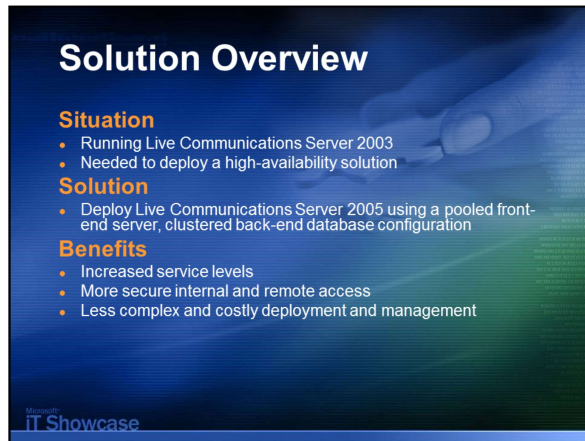 Solution Overview
Situation
• Running Live Communications Server 2003
• Needed to deploy a high-availability solution
Solution
• Deploy Live Communications Server 2005 using a pooled front-
end server, clustered back-end database configuration
Benefits
• Increased service levels
• More secure internal and remote access
• Less complex and costly deployment and management
Microsoft
iT Showcase